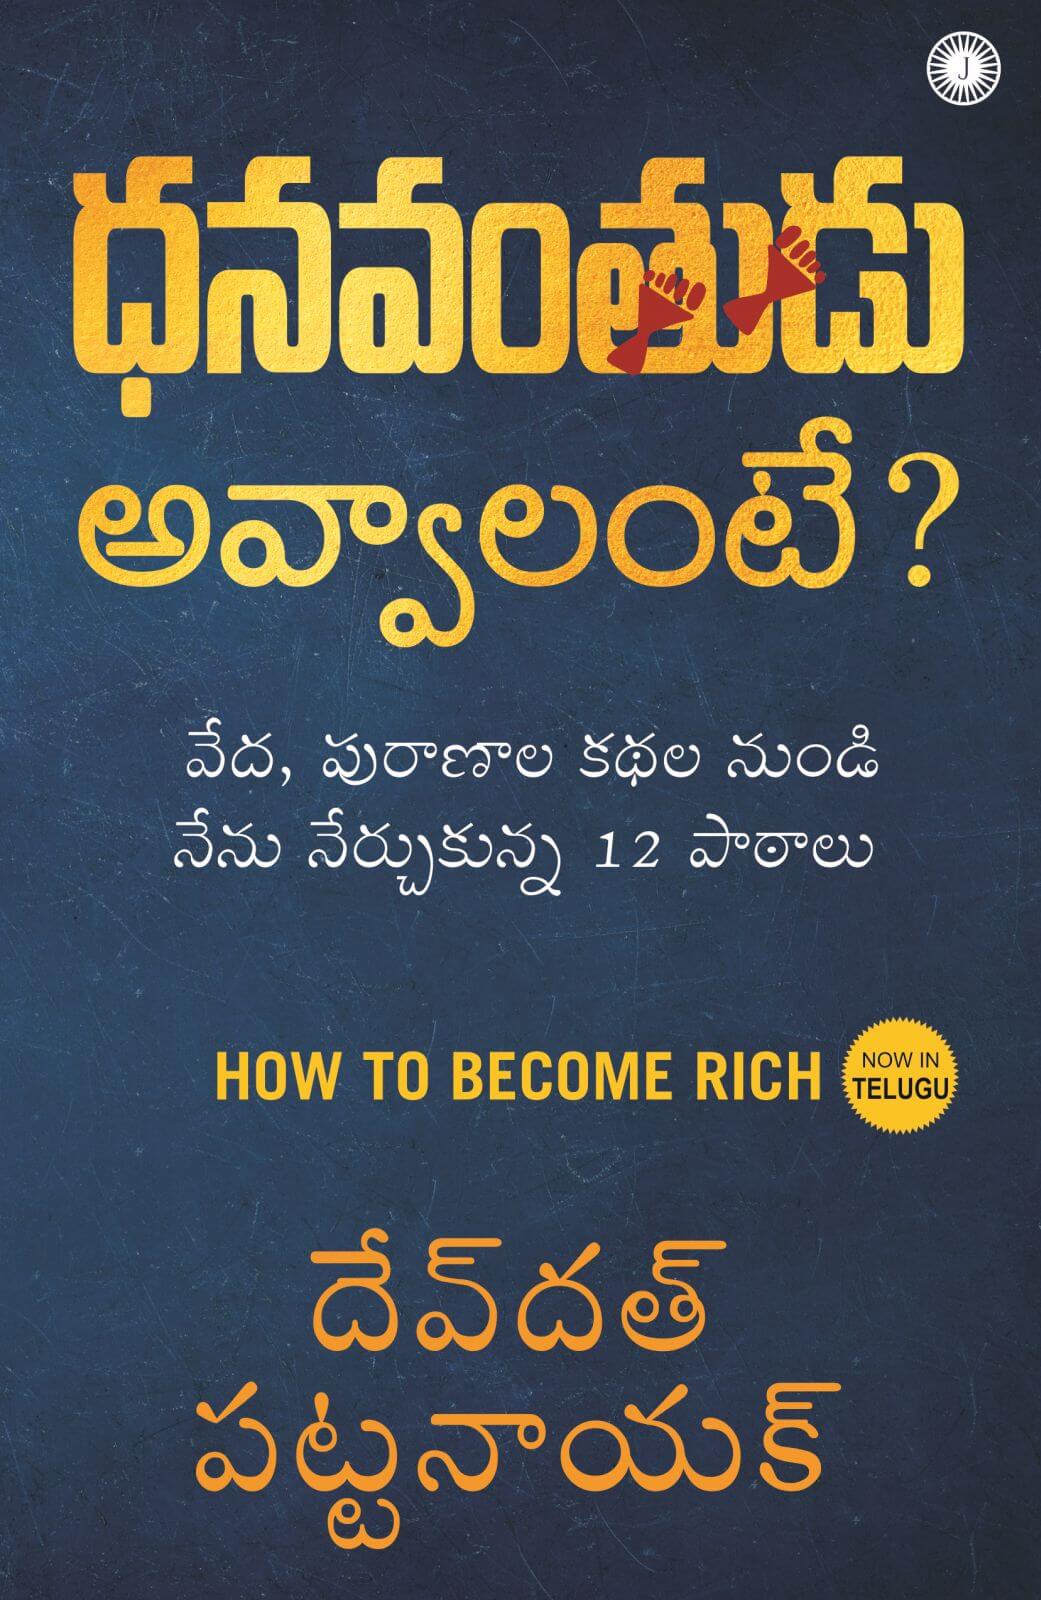 J
ధనవంతుడు
అవ్వాలంటే?
వేద, పురాణాల కథల నుండి
నేను నేర్చుకున్న 12 పాఠాలు
HOW TO BECOME RICH
NOW IN
TELUGU
దేవ్‌దత్
పట్టనాయక్